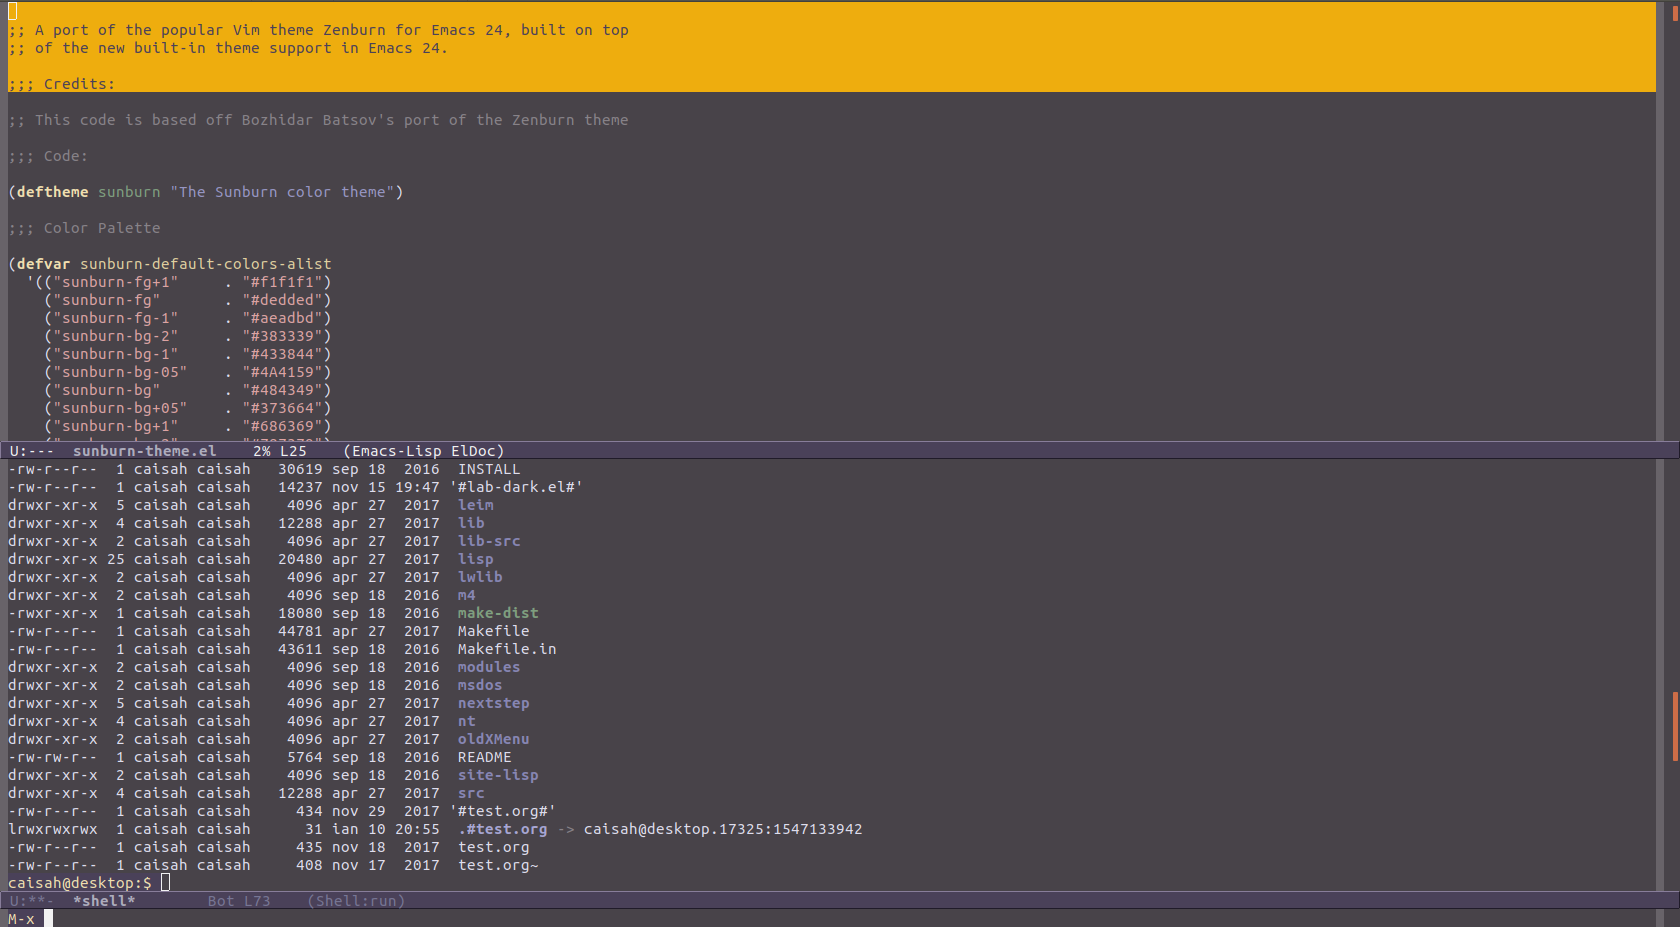 ;; A port of the popular Vim theme Zenburn for Emacs 24, built on top
;; of the new built-in theme support in Emacs 24.
;;; Credits:
;; This code is based off Bozhidar Batsov's port of the Zenburn theme
;;; Code:
(deftheme sunburn "The Sunburn color theme")
;;; Color Palette
(defvar sunburn-default-colors-alist
  '(("sunburn-fg+1"     . "#f1f1f1")
    ("sunburn-fg"       . "#dedded")
    ("sunburn-fg-1"     . "#aeadbd")
    ("sunburn-bg-2"     . "#383339")
    ("sunburn-bg-1"     . "#433844")
    ("sunburn-bg-05"    . "#4A4159")
    ("sunburn-bg"       . "#484349")
    ("sunburn-bg+05"    . "#373664")
    ("sunburn-bg+1"     . "#686369")
U:---  sunburn-theme.el    2% L25    (Emacs-Lisp ElDoc)
-rw-r--r--  1 caisah caisah   30619 sep 18  2016  INSTALL
-rw-r--r--  1 caisah caisah   14237 nov 15 19:47 '#lab-dark.el#'
drwxr-xr-x  5 caisah caisah    4096 apr 27  2017  leim
drwxr-xr-x  4 caisah caisah   12288 apr 27  2017  lib
drwxr-xr-x  2 caisah caisah    4096 apr 27  2017  lib-src
drwxr-xr-x 25 caisah caisah   20480 apr 27  2017  lisp
drwxr-xr-x  2 caisah caisah    4096 apr 27  2017  lwlib
drwxr-xr-x  2 caisah caisah    4096 sep 18  2016  m4
-rwxr-xr-x  1 caisah caisah   18080 sep 18  2016  make-dist
-rw-r--r--  1 caisah caisah   44781 apr 27  2017  Makefile
-rw-r--r--  1 caisah caisah   43611 sep 18  2016  Makefile.in
drwxr-xr-x  2 caisah caisah    4096 sep 18  2016  modules
drwxr-xr-x  2 caisah caisah    4096 sep 18  2016  msdos
drwxr-xr-x  5 caisah caisah    4096 apr 27  2017  nextstep
drwxr-xr-x  4 caisah caisah    4096 apr 27  2017  nt
drwxr-xr-x  2 caisah caisah    4096 apr 27  2017  oldXMenu
-rw-rw-r--  1 caisah caisah    5764 sep 18  2016  README
drwxr-xr-x  2 caisah caisah    4096 sep 18  2016  site-lisp
drwxr-xr-x  4 caisah caisah   12288 apr 27  2017  src
-rw-r--r--  1 caisah caisah     434 nov 29  2017 '#test.org#'
lrwxrwxrwx  1 caisah caisah      31 ian 10 20:55  .#test.org -> caisah@desktop.17325:1547133942
-rw-r--r--  1 caisah caisah     435 nov 18  2017  test.org
-rw-r--r--  1 caisah caisah     408 nov 17  2017  test.org~
caisah@desktop:$
U:**-  *shell*        Bot L73    (Shell:run)
M-x